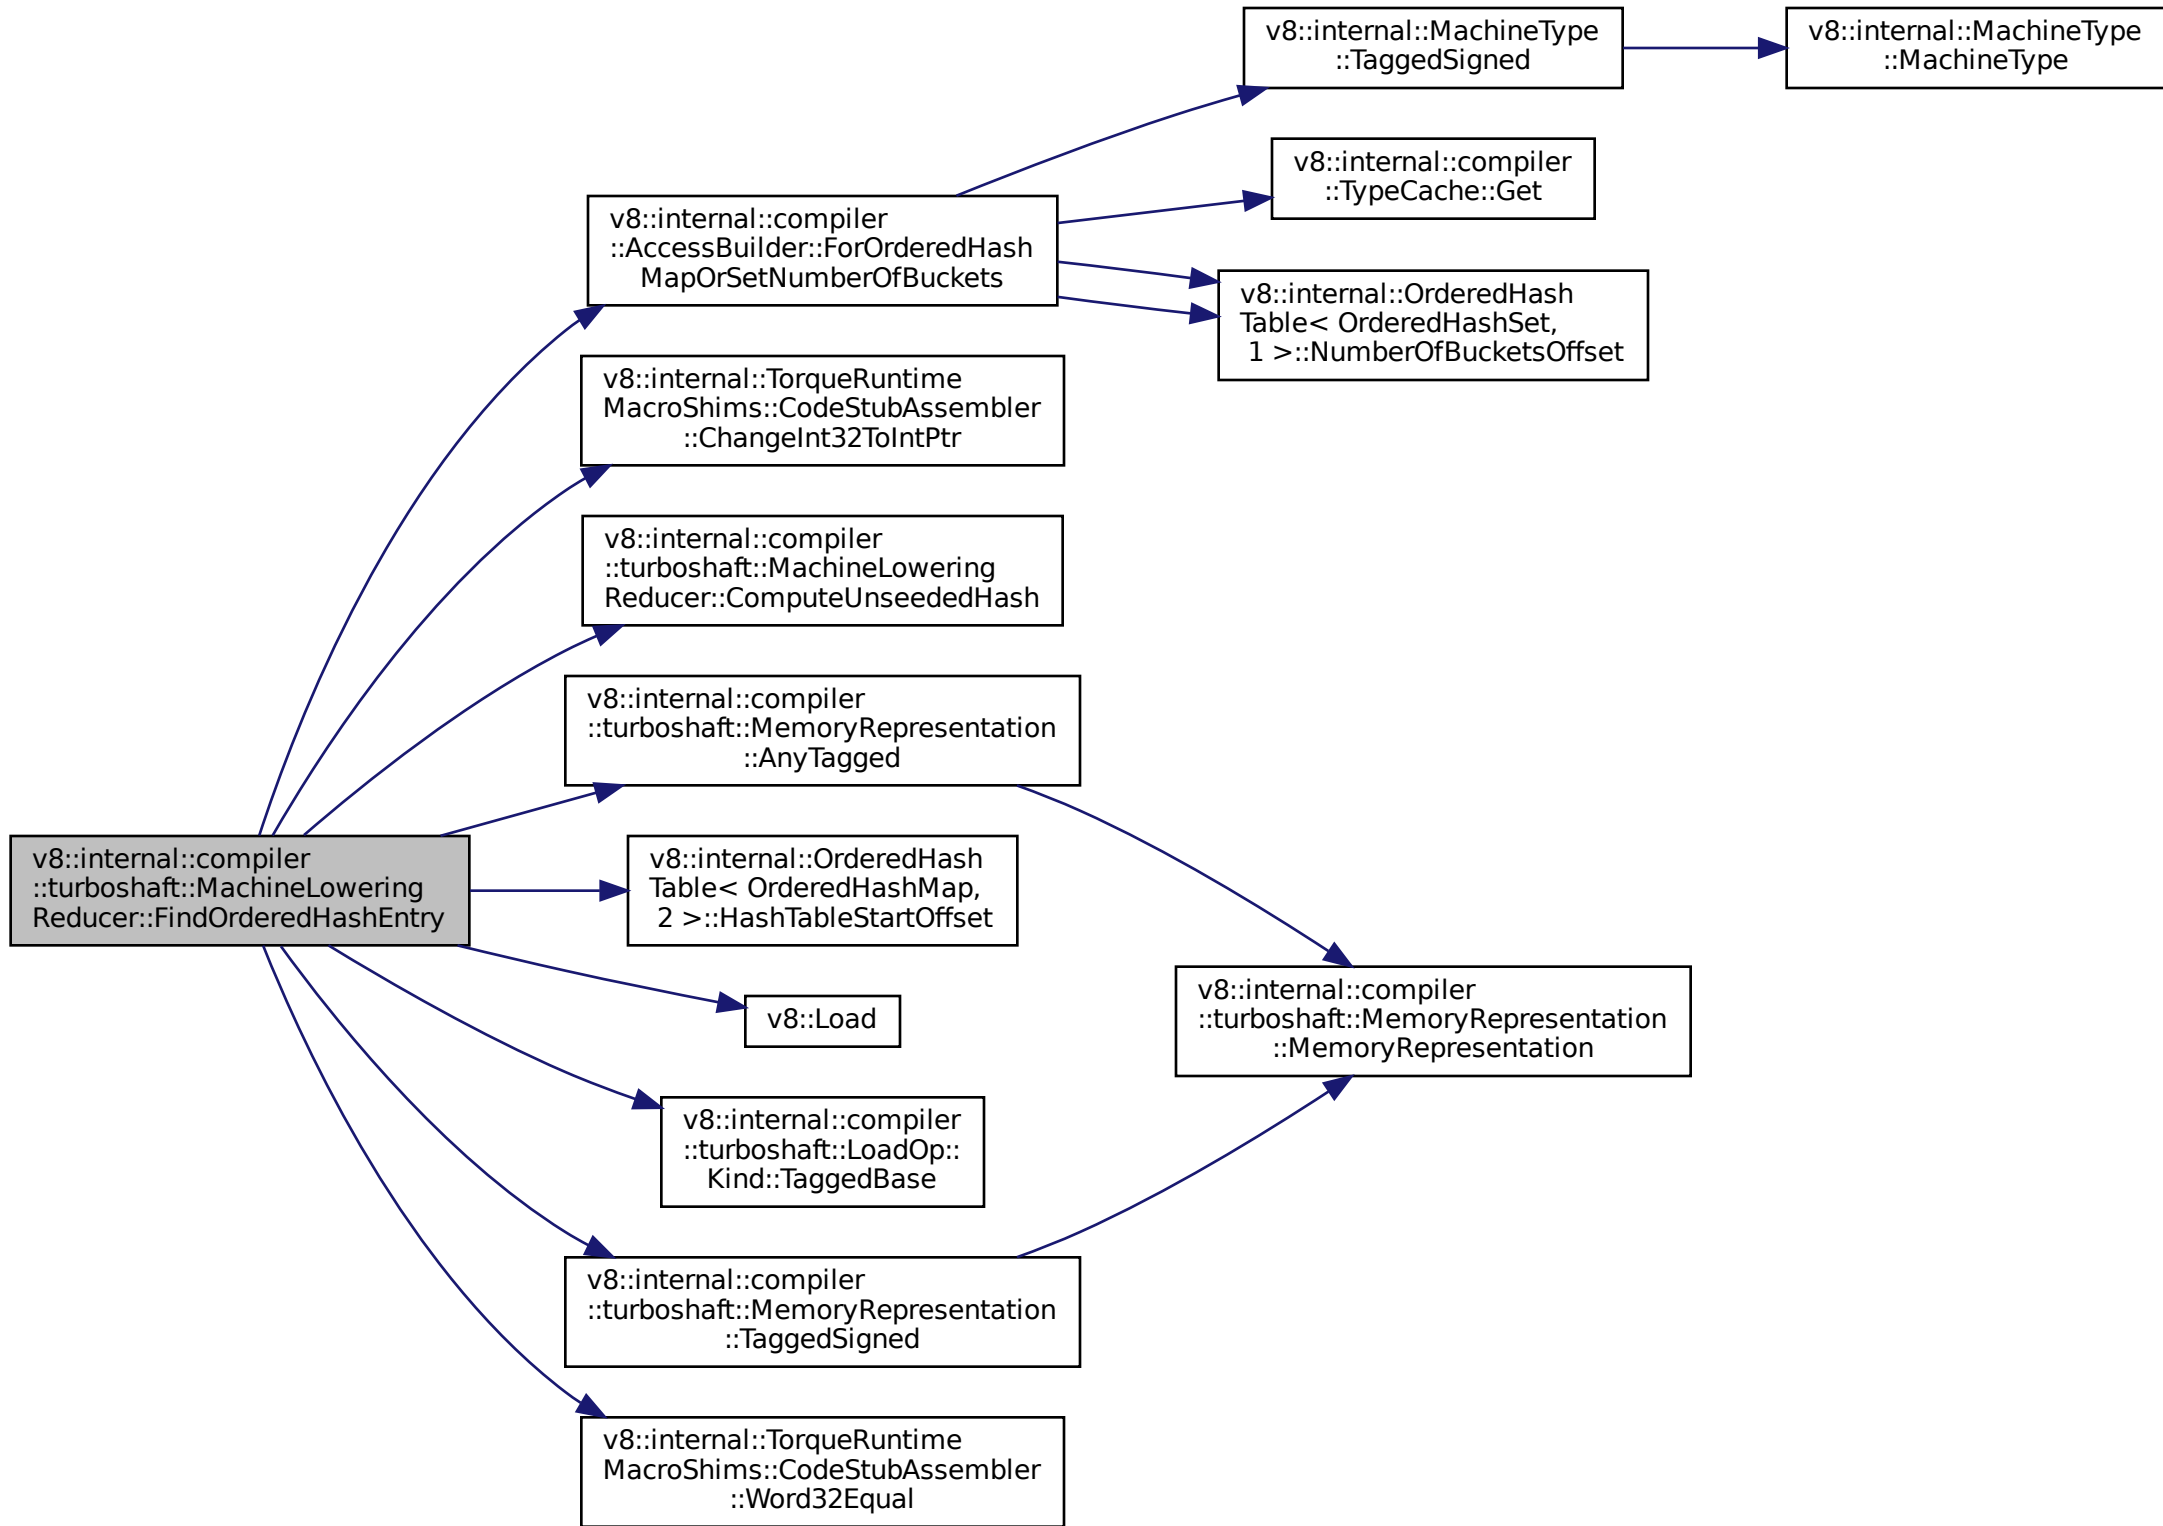 v8::internal::MachineType
::TaggedSigned
v8::internal::MachineType
::MachineType
v8::internal::compiler
::TypeCache::Get
v8::internal::compiler
::AccessBuilder::ForOrderedHash
MapOrSetNumberOfBuckets
v8::internal::OrderedHash
Table< OrderedHashSet,
1 >::NumberOfBucketsOffset
v8::internal::TorqueRuntime
MacroShims::CodeStubAssembler
::ChangeInt32ToIntPtr
v8::internal::compiler
::turboshaft::MachineLowering
Reducer::ComputeUnseededHash
v8::internal::compiler
::turboshaft::MemoryRepresentation
::AnyTagged
v8::internal::compiler
::turboshaft::MachineLowering
Reducer::FindOrderedHashEntry
v8::internal::OrderedHash
Table< OrderedHashMap,
2 >::HashTableStartOffset
v8::Load
v8::internal::compiler
::turboshaft::MemoryRepresentation
::MemoryRepresentation
v8::internal::compiler
::turboshaft::LoadOp::
Kind::TaggedBase
v8::internal::compiler
::turboshaft::MemoryRepresentation
::TaggedSigned
v8::internal::TorqueRuntime
MacroShims::CodeStubAssembler
::Word32Equal